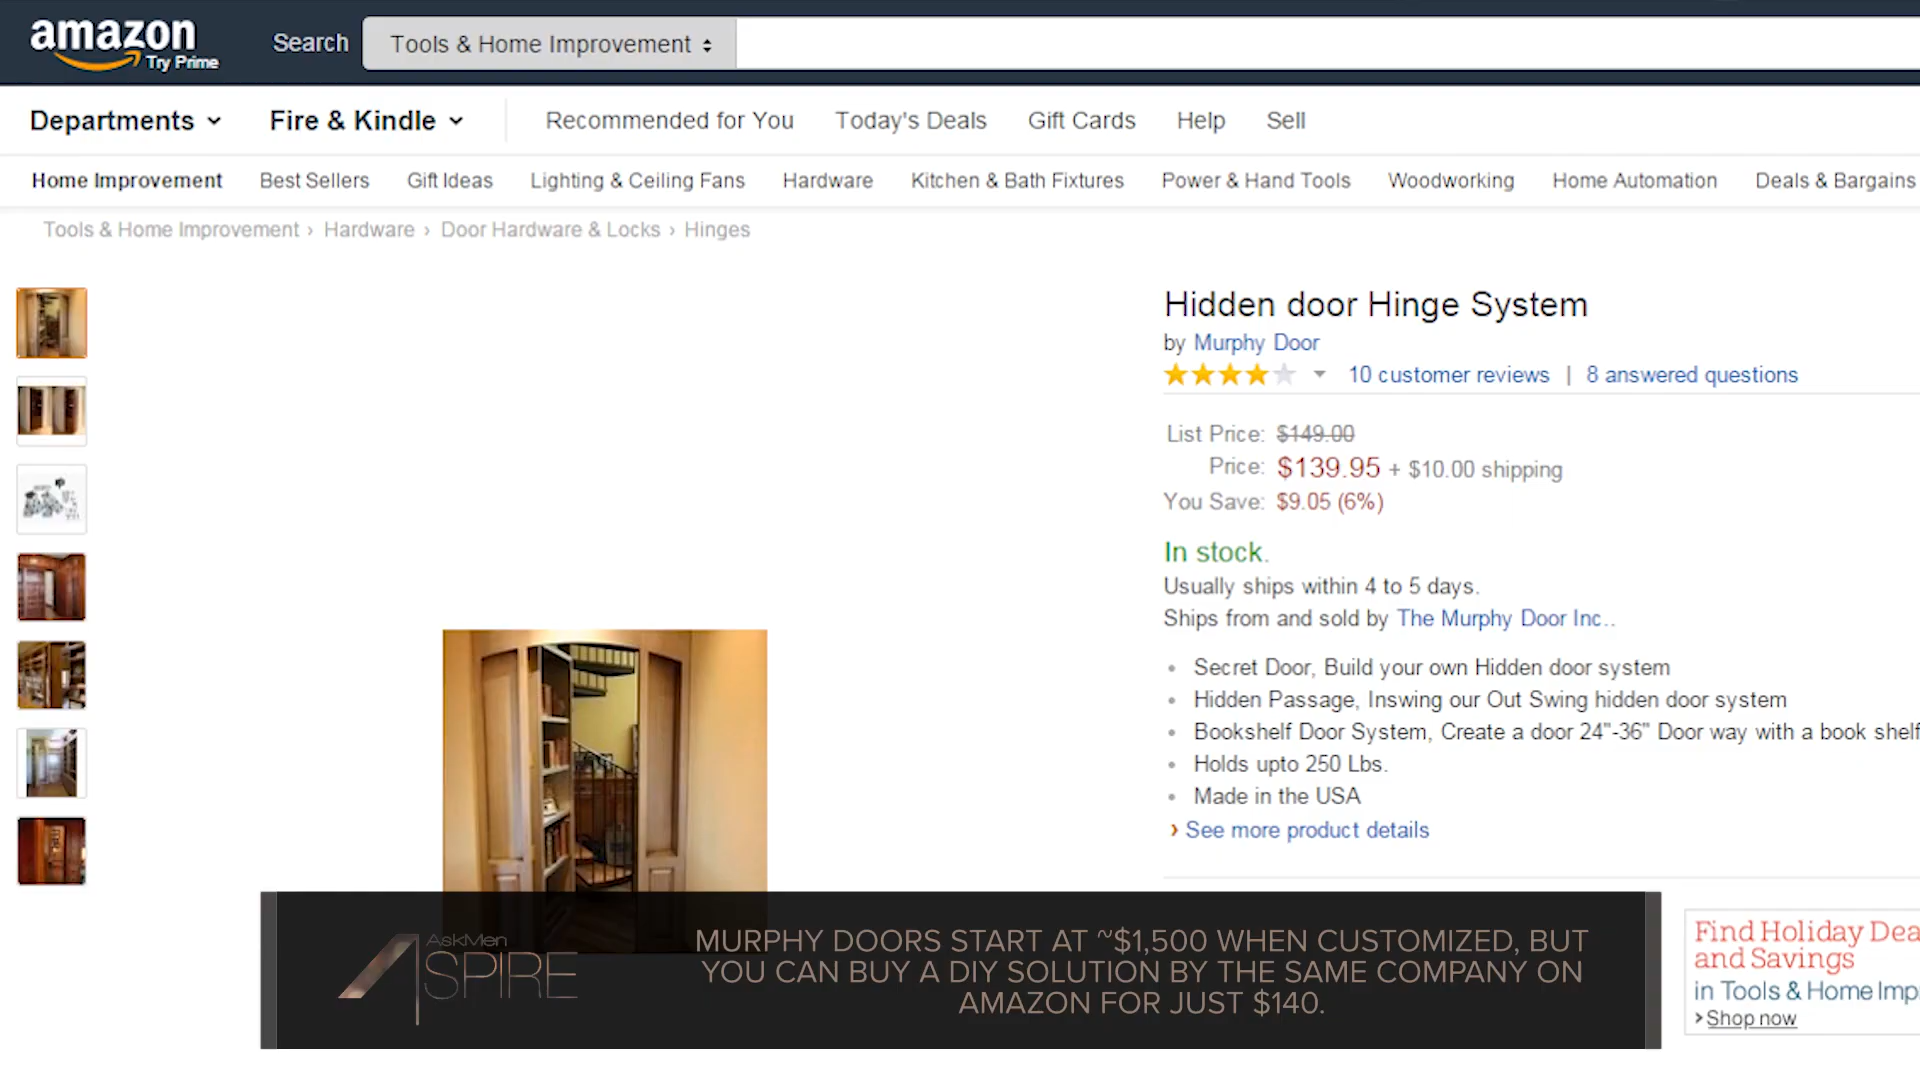 amazon
Try Prime
Search
Tools & Home Improvement
Departments
Fire & Kindle
Recommended for You
Today's Deals
Gift Cards
Help
Sell
Home Improvement
Best Sellers
Gift Ideas
Lighting & Ceiling Fans
Hardware
Kitchen & Bath Fixtures
Power & Hand Tools
Woodworking
Home Automation
Deals & Bargains
Tools & Home Improvement › Hardware › Door Hardware & Locks › Hinges
Hidden door Hinge System
by Murphy Door
10 customer reviews | 8 answered questions
List Price: $149.00
Price: $139.95 + $10.00 shipping
You Save: $9.05 (6%)
In stock.
Usually ships within 4 to 5 days.
Ships from and sold by The Murphy Door Inc..
• Secret Door, Build your own Hidden door system
• Hidden Passage, Inswing our Out Swing hidden door system
• Bookshelf Door System, Create a door 24"-36" Door way with a book shelf
• Holds upto 250 Lbs.
• Made in the USA
› See more product details
AskMen
ASPIRE
MURPHY DOORS START AT ~$1,500 WHEN CUSTOMIZED, BUT
YOU CAN BUY A DIY SOLUTION BY THE SAME COMPANY ON
AMAZON FOR JUST $140.
Find Holiday Dea
and Savings
in Tools & Home Imp
› Shop now